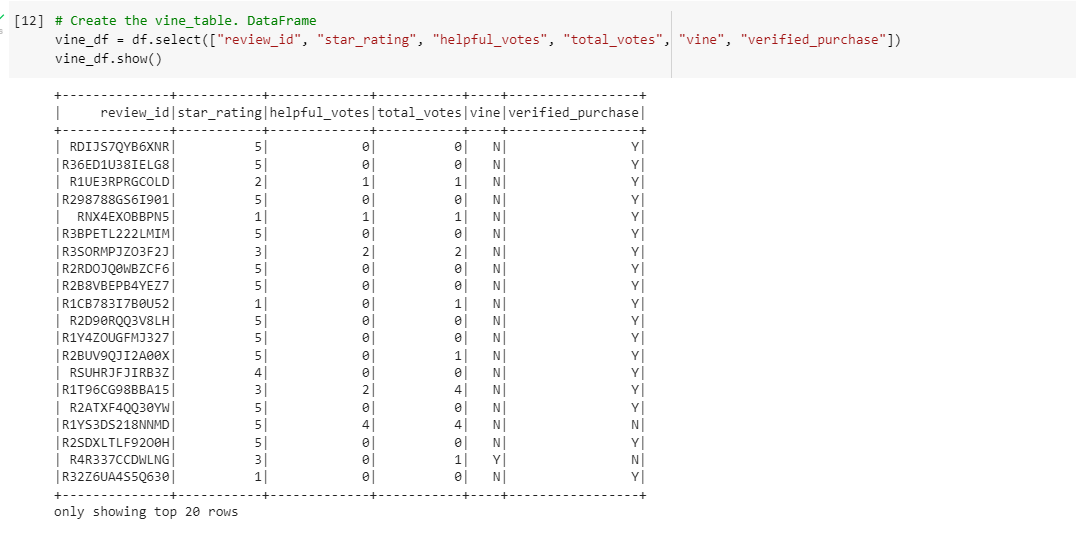 [12] # Create the vine_table. DataFrame
vine_df = df.select(["review_id", "star_rating", "helpful_votes", "total_votes", "vine", "verified_purchase"])
vine_df.show()
+--------------+-----------+-------------+-----------+----+-----------------+
|     review_id|star_rating|helpful_votes|total_votes|vine|verified_purchase|
+--------------+-----------+-------------+-----------+----+-----------------+
| RDIJS7QYB6XNR|          5|            0|          0|   N|                Y|
|R36ED1U38IELG8|          5|            0|          0|   N|                Y|
| R1UE3RPRGCOLD|          2|            1|          1|   N|                Y|
|R298788GS6I901|          5|            0|          0|   N|                Y|
|  RNX4EXOBBPN5|          1|            1|          1|   N|                Y|
|R3BPETL222LMIM|          5|            0|          0|   N|                Y|
|R3SORMPJZO3F2J|          3|            2|          2|   N|                Y|
|R2RDOJQ0WBZCF6|          5|            0|          0|   N|                Y|
|R2B8VBEPB4YEZ7|          5|            0|          0|   N|                Y|
|R1CB783I7B0U52|          1|            0|          1|   N|                Y|
| R2D90RQQ3V8LH|          5|            0|          0|   N|                Y|
|R1Y4ZOUGFMJ327|          5|            0|          0|   N|                Y|
|R2BUV9QJI2A00X|          5|            0|          1|   N|                Y|
| RSUHRJFJIRB3Z|          4|            0|          0|   N|                Y|
|R1T96CG98BBA15|          3|            2|          4|   N|                Y|
| R2ATXF4QQ30YW|          5|            0|          0|   N|                Y|
|R1YS3DS218NNMD|          5|            4|          4|   N|                N|
|R2SDXLTLF92O0H|          5|            0|          0|   N|                Y|
| R4R337CCDWLNG|          3|            0|          1|   Y|                N|
|R32Z6UA4S5Q630|          1|            0|          0|   N|                Y|
+--------------+-----------+-------------+-----------+----+-----------------+
only showing top 20 rows